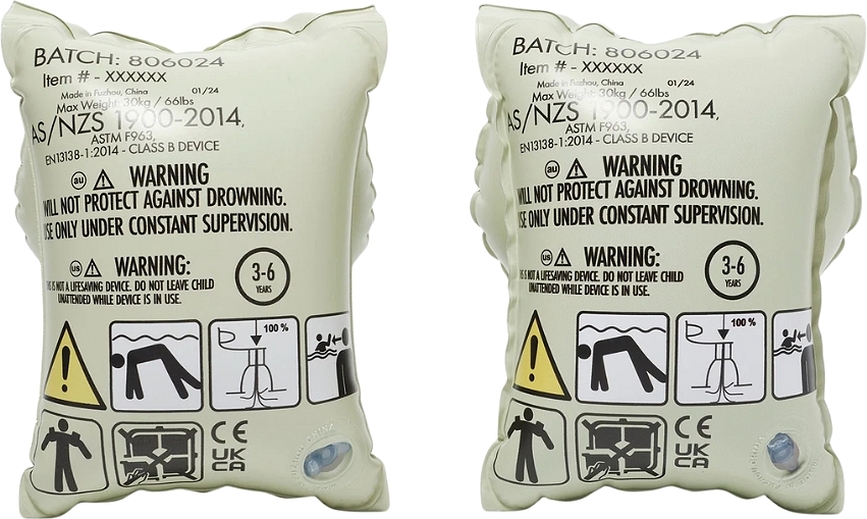 BATCH: 806024
Item # - XXXXXX
Made in Fuzhou, China 01/24
Max Weight: 30kg / 66lbs
AS/NZS 1900-2014,
ASTM F963,
EN13138-1:2014 - CLASS B DEVICE
au WARNING
WILL NOT PROTECT AGAINST DROWNING.
USE ONLY UNDER CONSTANT SUPERVISION.
us WARNING:
THIS IS NOT A LIFESAVING DEVICE. DO NOT LEAVE CHILD
UNATTENDED WHILE DEVICE IS IN USE.
3-6
YEARS
100 %
CE
UK
CA
BATCH: 806024
Item # - XXXXXX
Made in Fuzhou, China 01/24
Max Weight: 30kg / 66lbs
AS/NZS 1900-2014,
ASTM F963,
EN13138-1:2014 - CLASS B DEVICE
au WARNING
WILL NOT PROTECT AGAINST DROWNING.
USE ONLY UNDER CONSTANT SUPERVISION.
us WARNING:
THIS IS NOT A LIFESAVING DEVICE. DO NOT LEAVE CHILD
UNATTENDED WHILE DEVICE IS IN USE.
3-6
YEARS
100 %
CE
UK
CA